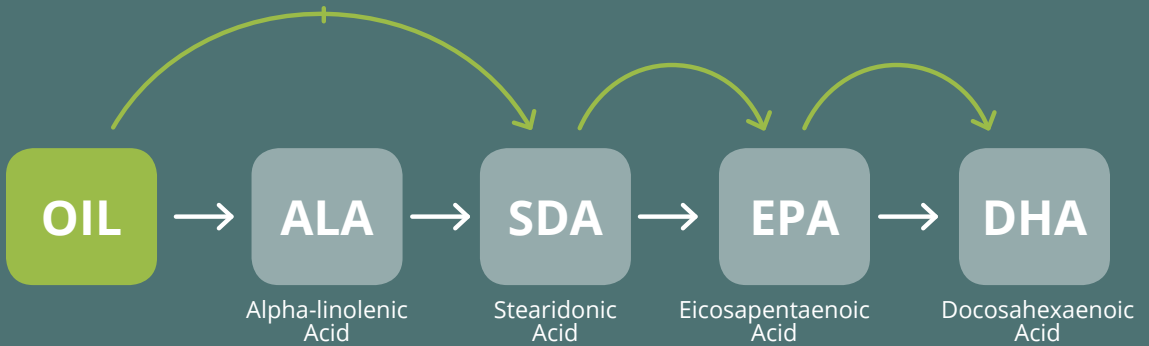 OIL
ALA
SDA
EPA
DHA
Alpha-linolenic
Acid
Stearidonic
Acid
Eicosapentaenoic
Acid
Docosahexaenoic
Acid